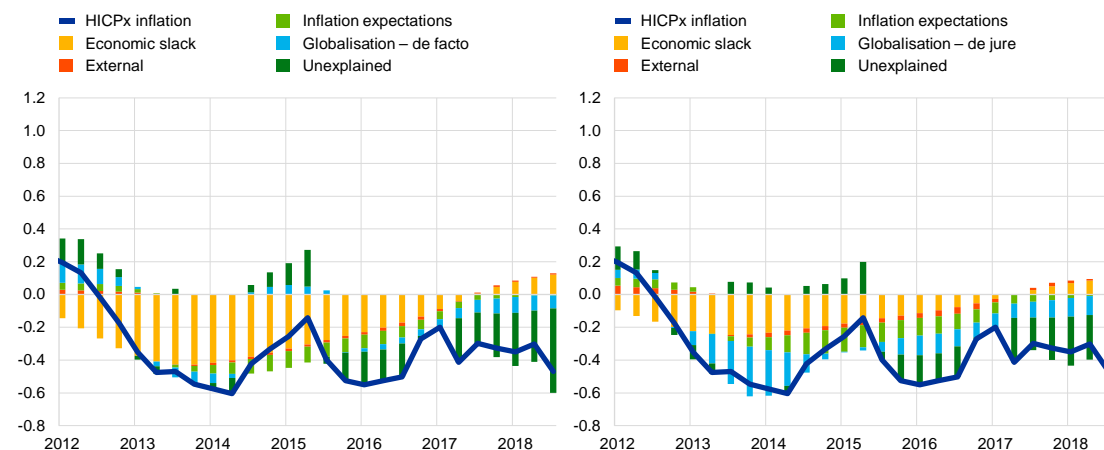 HICPx inflation
Inflation expectations
Economic slack
Globalisation – de facto
External
Unexplained
1.2
1.0
0.8
0.6
0.4
0.2
0.0
-0.2
-0.4
-0.6
-0.8
2012 2013 2014 2015 2016 2017 2018
HICPx inflation
Inflation expectations
Economic slack
Globalisation – de jure
External
Unexplained
1.2
1.0
0.8
0.6
0.4
0.2
0.0
-0.2
-0.4
-0.6
-0.8
2012 2013 2014 2015 2016 2017 2018